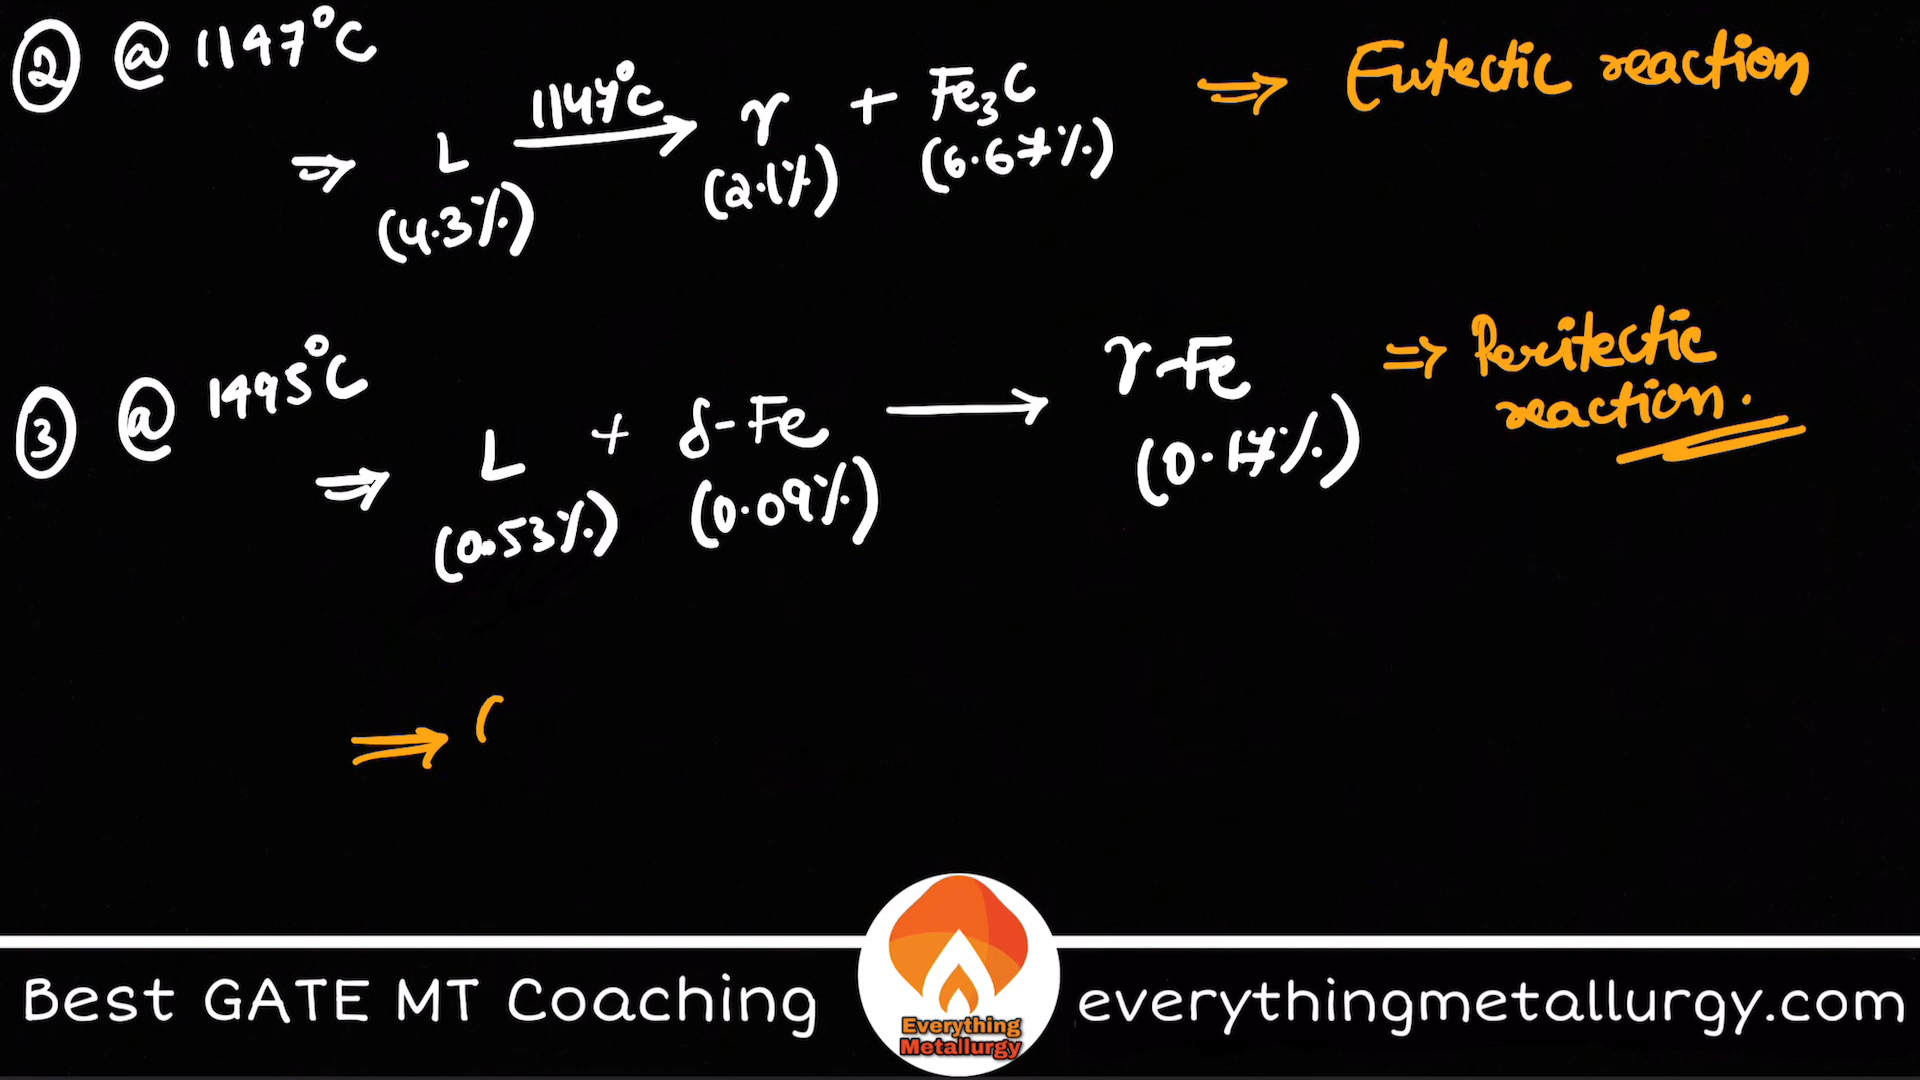 ② @ 1147°C
⇒ L 1147°C → γ + Fe₃C ⇒ Eutectic reaction
(4.3%) (2.1%) (6.67%)
③ @ 1495°C
⇒ L + δ-Fe → γ-Fe ⇒ Peritectic
reaction.
(0.53%) (0.09%) (0.17%)
⇒ (
Best GATE MT Coaching
Everything
Metallurgy
everythingmetallurgy.com